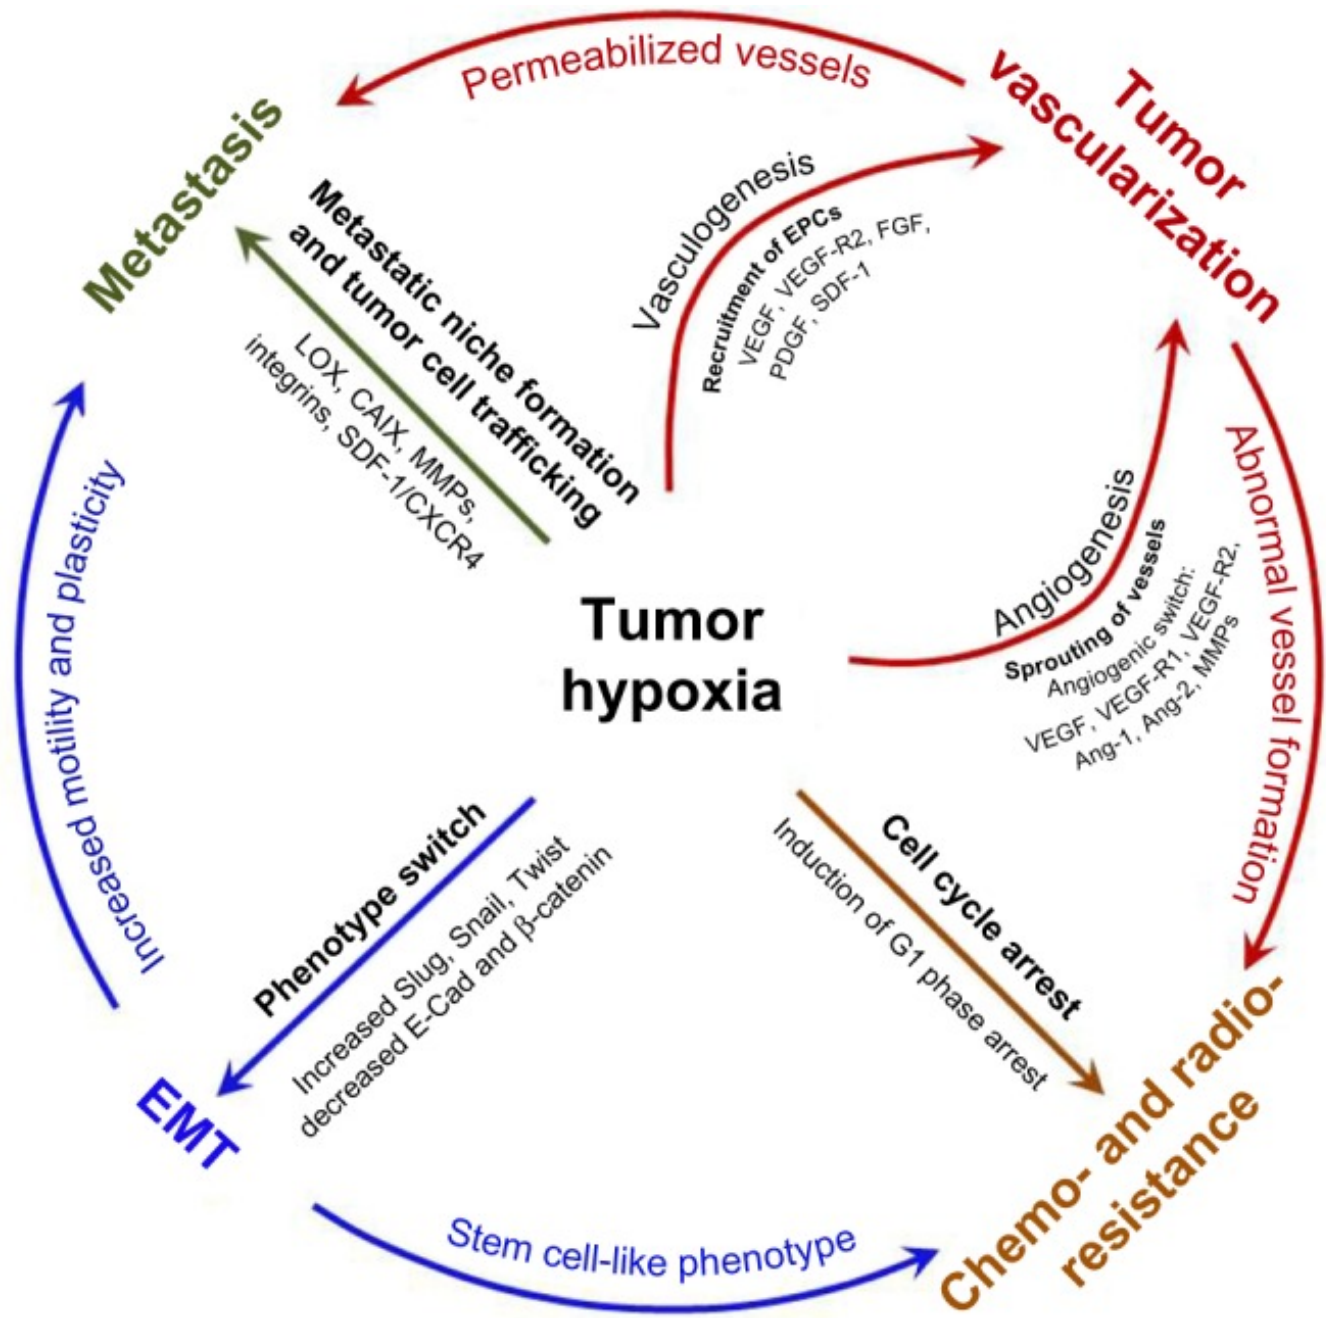 Permeabilized vessels
Tumor
vascularization
Metastasis
Metastatic niche formation
and tumor cell trafficking
LOX, CAIX, MMPs,
integrins, SDF-1/CXCR4
Vasculogenesis
Recruitment of EPCs
VEGF, VEGF-R2, FGF,
PDGF, SDF-1
Angiogenesis
Sprouting of vessels
Angiogenic switch:
VEGF, VEGF-R1, VEGF-R2,
Ang-1, Ang-2, MMPs
Abnormal vessel formation
Increased motility and plasticity
Tumor
hypoxia
Phenotype switch
Increased Slug, Snail, Twist
decreased E-Cad and β-catenin
Cell cycle arrest
Induction of G1 phase arrest
EMT
Stem cell-like phenotype
Chemo- and radio-
resistance